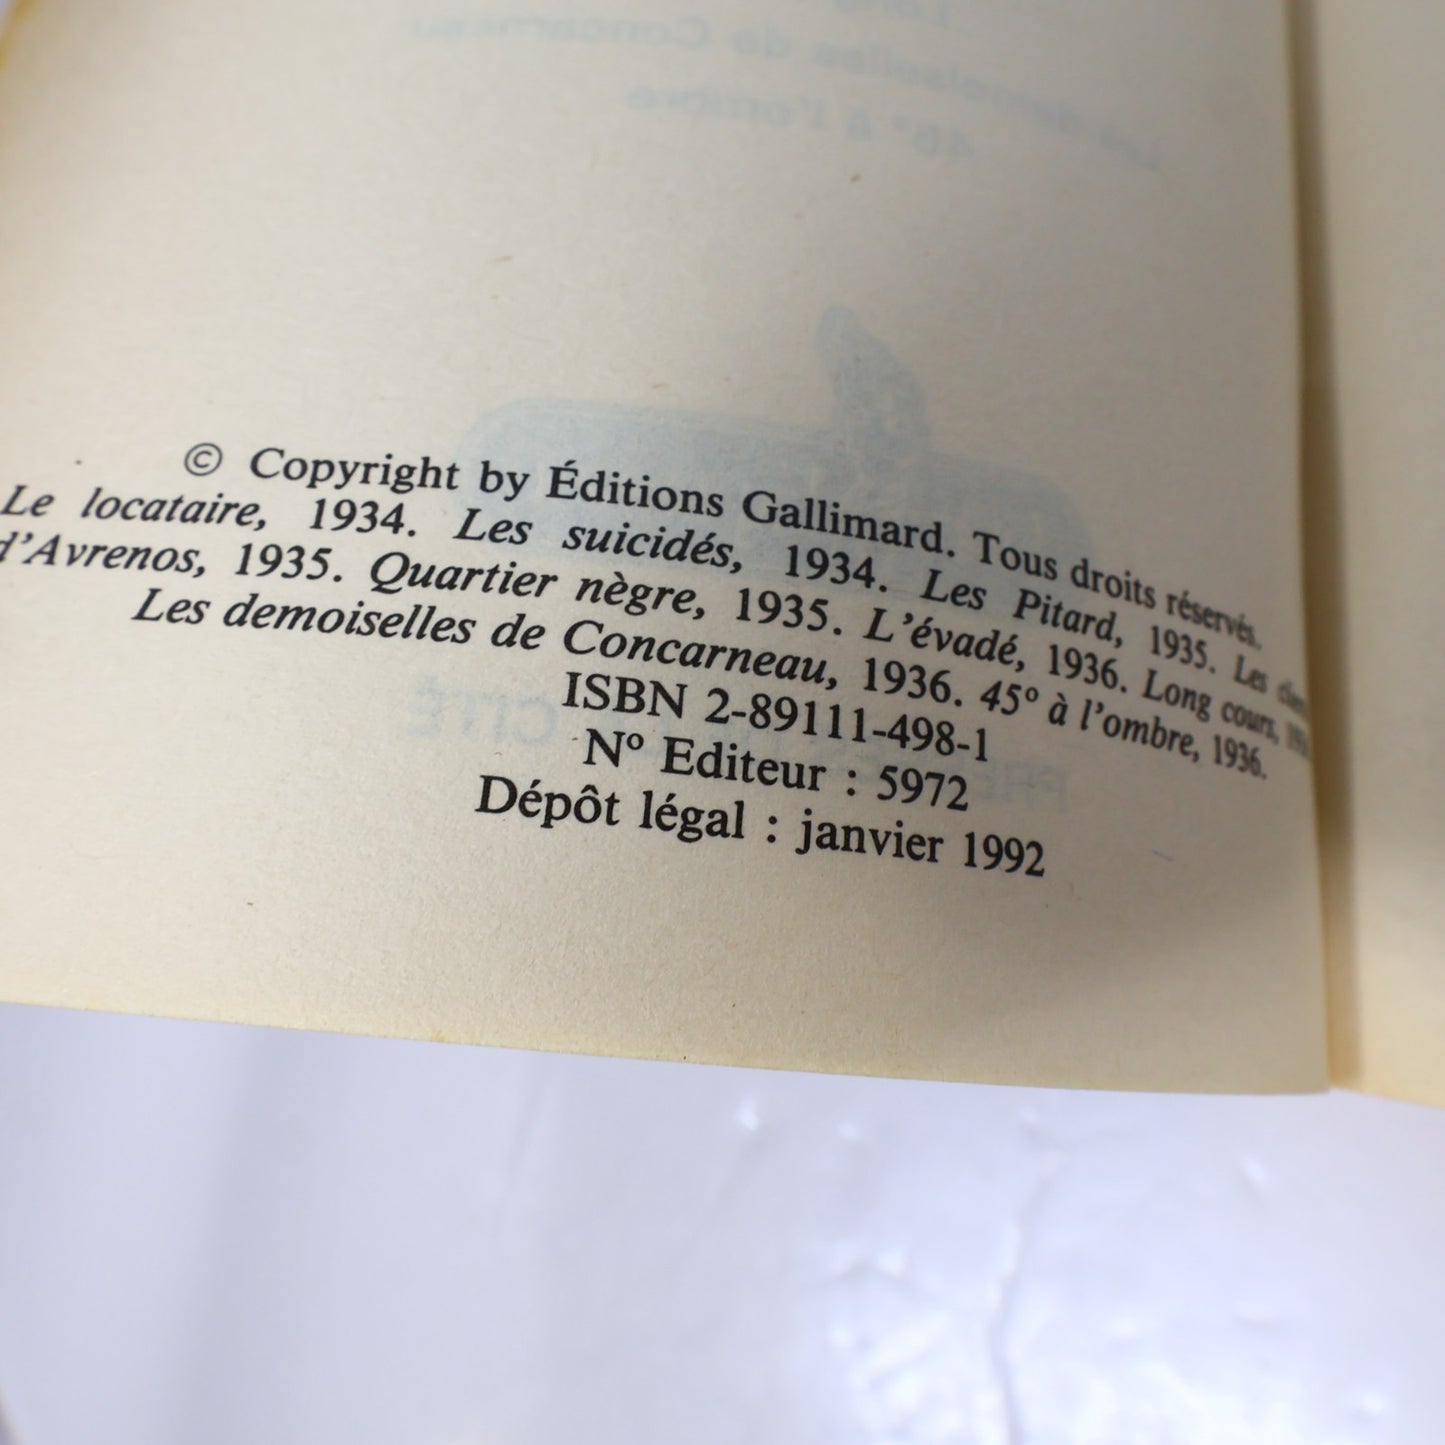 © Copyright by Éditions Gallimard. Tous droits réservés.
Le locataire, 1934. Les suicidés, 1934. Les Pitard, 1935. Les
d'Avrenos, 1935. Quartier nègre, 1935. L'évadé, 1936. Long cours,
Les demoiselles de Concarneau, 1936. 45° à l'ombre, 1936.
ISBN 2-89111-498-1
N° Editeur : 5972
Dépôt légal : janvier 1992